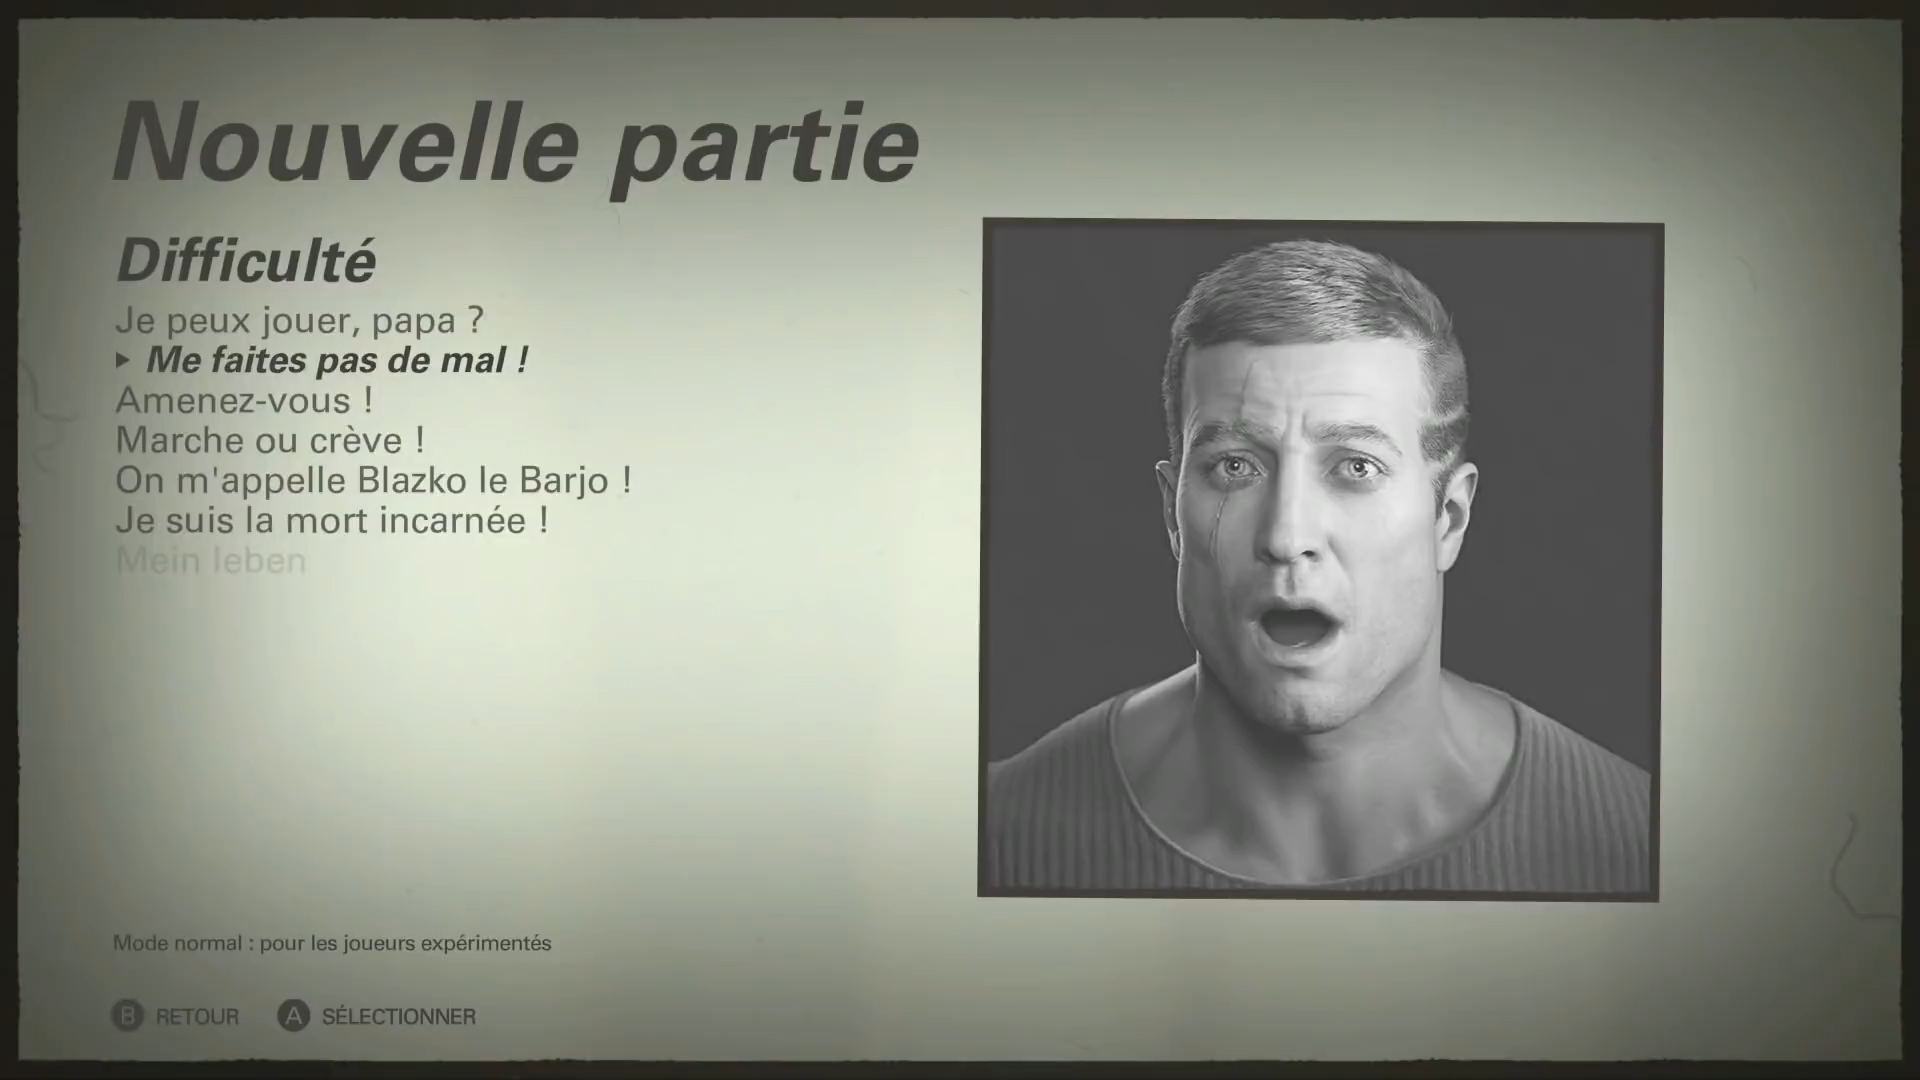 Nouvelle partie
Difficulté
Je peux jouer, papa ?
Me faites pas de mal !
Amenez-vous !
Marche ou crève !
On m'appelle Blazko le Barjo !
Je suis la mort incarnée !
Mein leben
Mode normal : pour les joueurs expérimentés
B RETOUR A SÉLECTIONNER